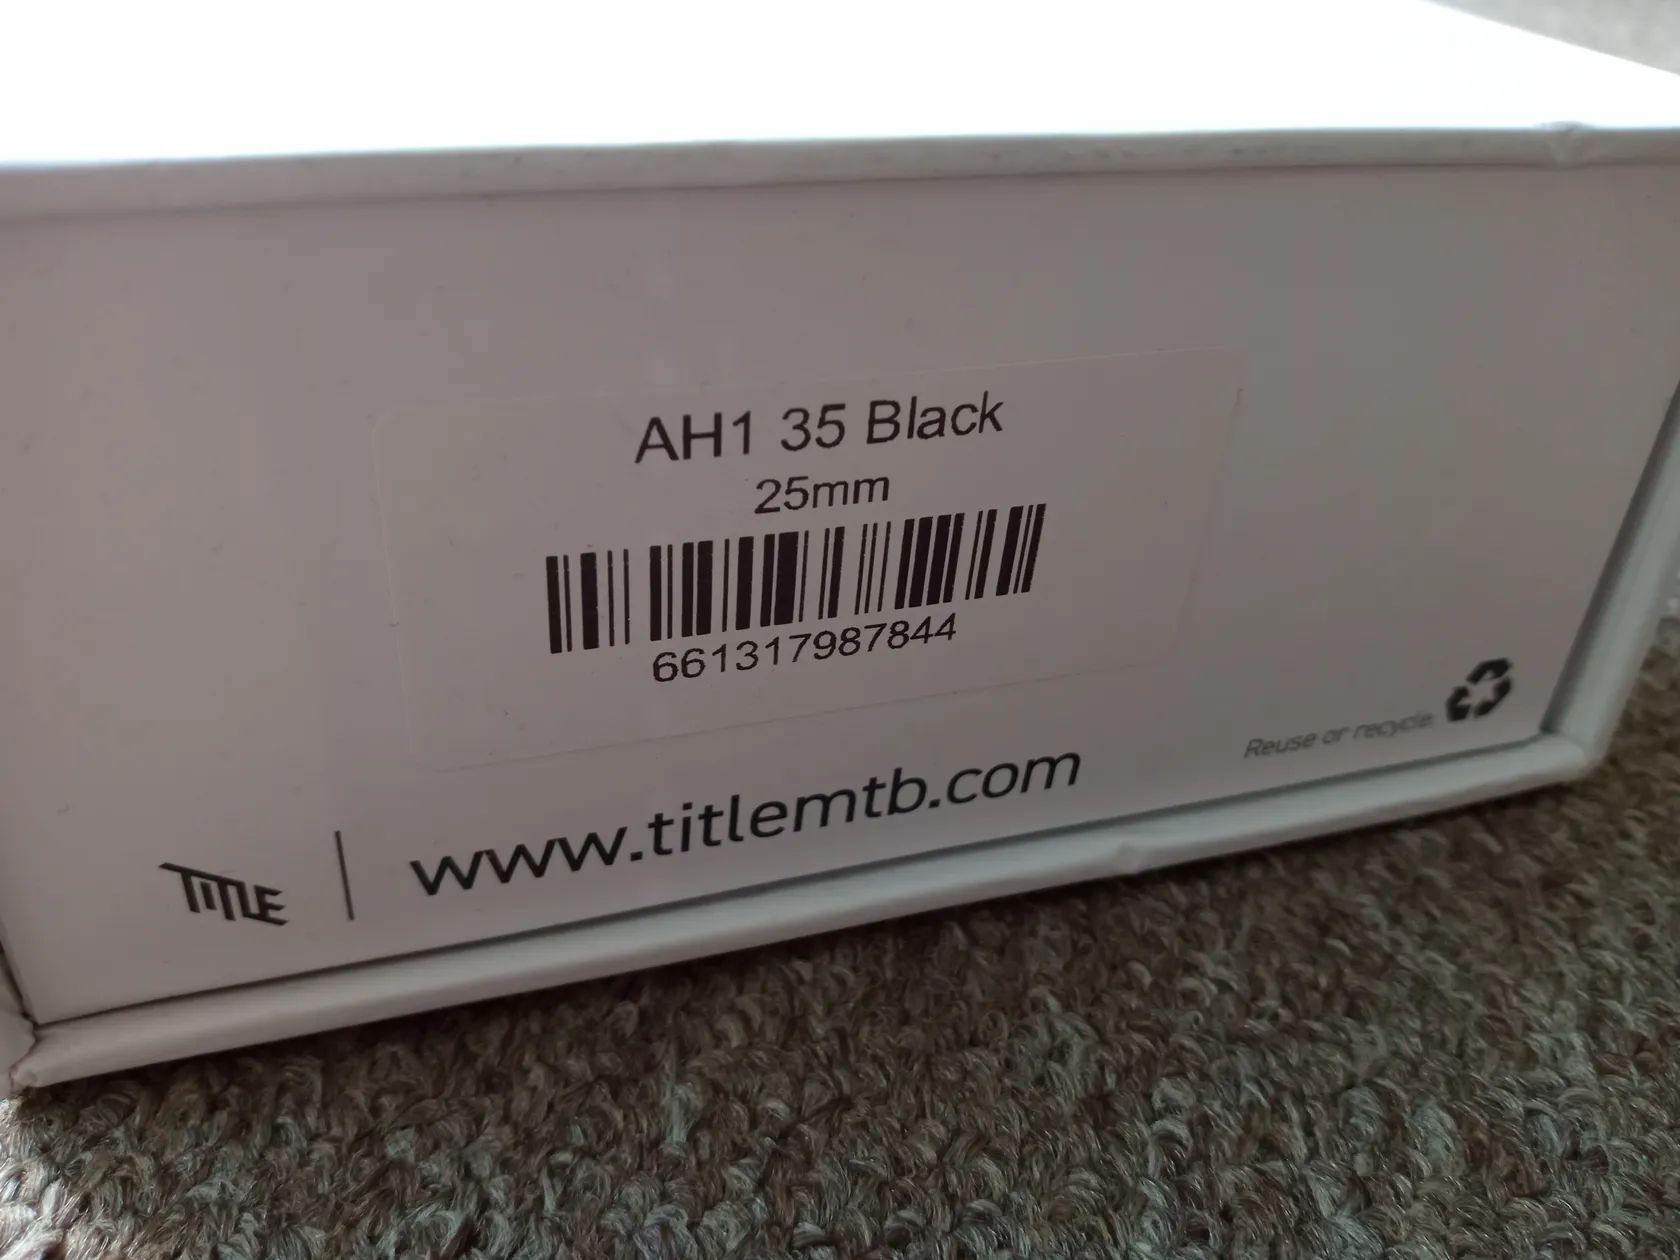 AH1 35 Black
25mm
661317987844
TITLE
www.titlemtb.com
Reuse or recycle.